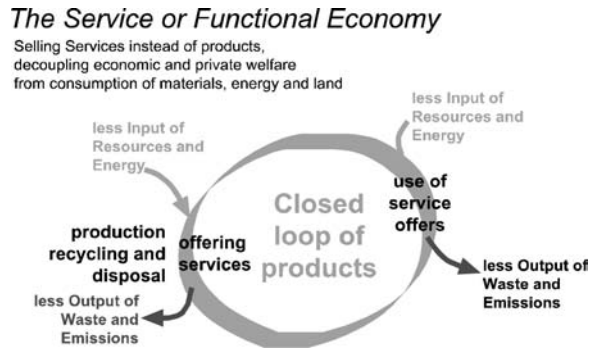 The Service or Functional Economy
Selling Services instead of products,
decoupling economic and private welfare
from consumption of materials, energy and land
less Input of
Resources and
Energy
less Input of
Resources and
Energy
Closed
loop of
products
use of
service
offers
production
recycling and
disposal
offering
services
less Output of
Waste and
Emissions
less Output of
Waste and
Emissions